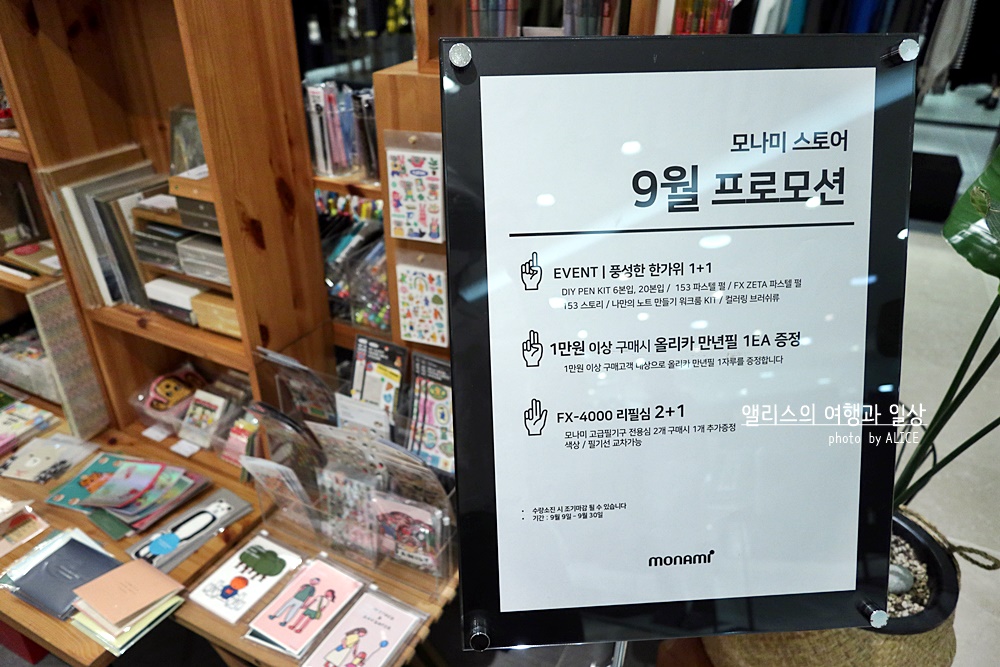 모나미 스토어
9월 프로모션
EVENT | 풍성한 한가위 1+1
DIY PEN KIT 6본입, 20본입 / 153 파스텔 펄 / FX ZETA 파스텔 펄
153 스토리 / 나만의 노트 만들기 워크룸 KIT / 컬러링 브러쉬류
1만원 이상 구매시 올리카 만년필 1EA 증정
1만원 이상 구매고객 대상으로 올리카 만년필 1자루를 증정합니다
FX-4000 리필심 2+1
모나미 고급필기구 전용심 2개 구매시 1개 추가증정
색상 / 필기선 교차가능
앨리스의 여행과 일상
photo by ALICE
• 수량소진 시 조기마감 될 수 있습니다
• 기간 : 9월 9일 - 9월 30일
monami